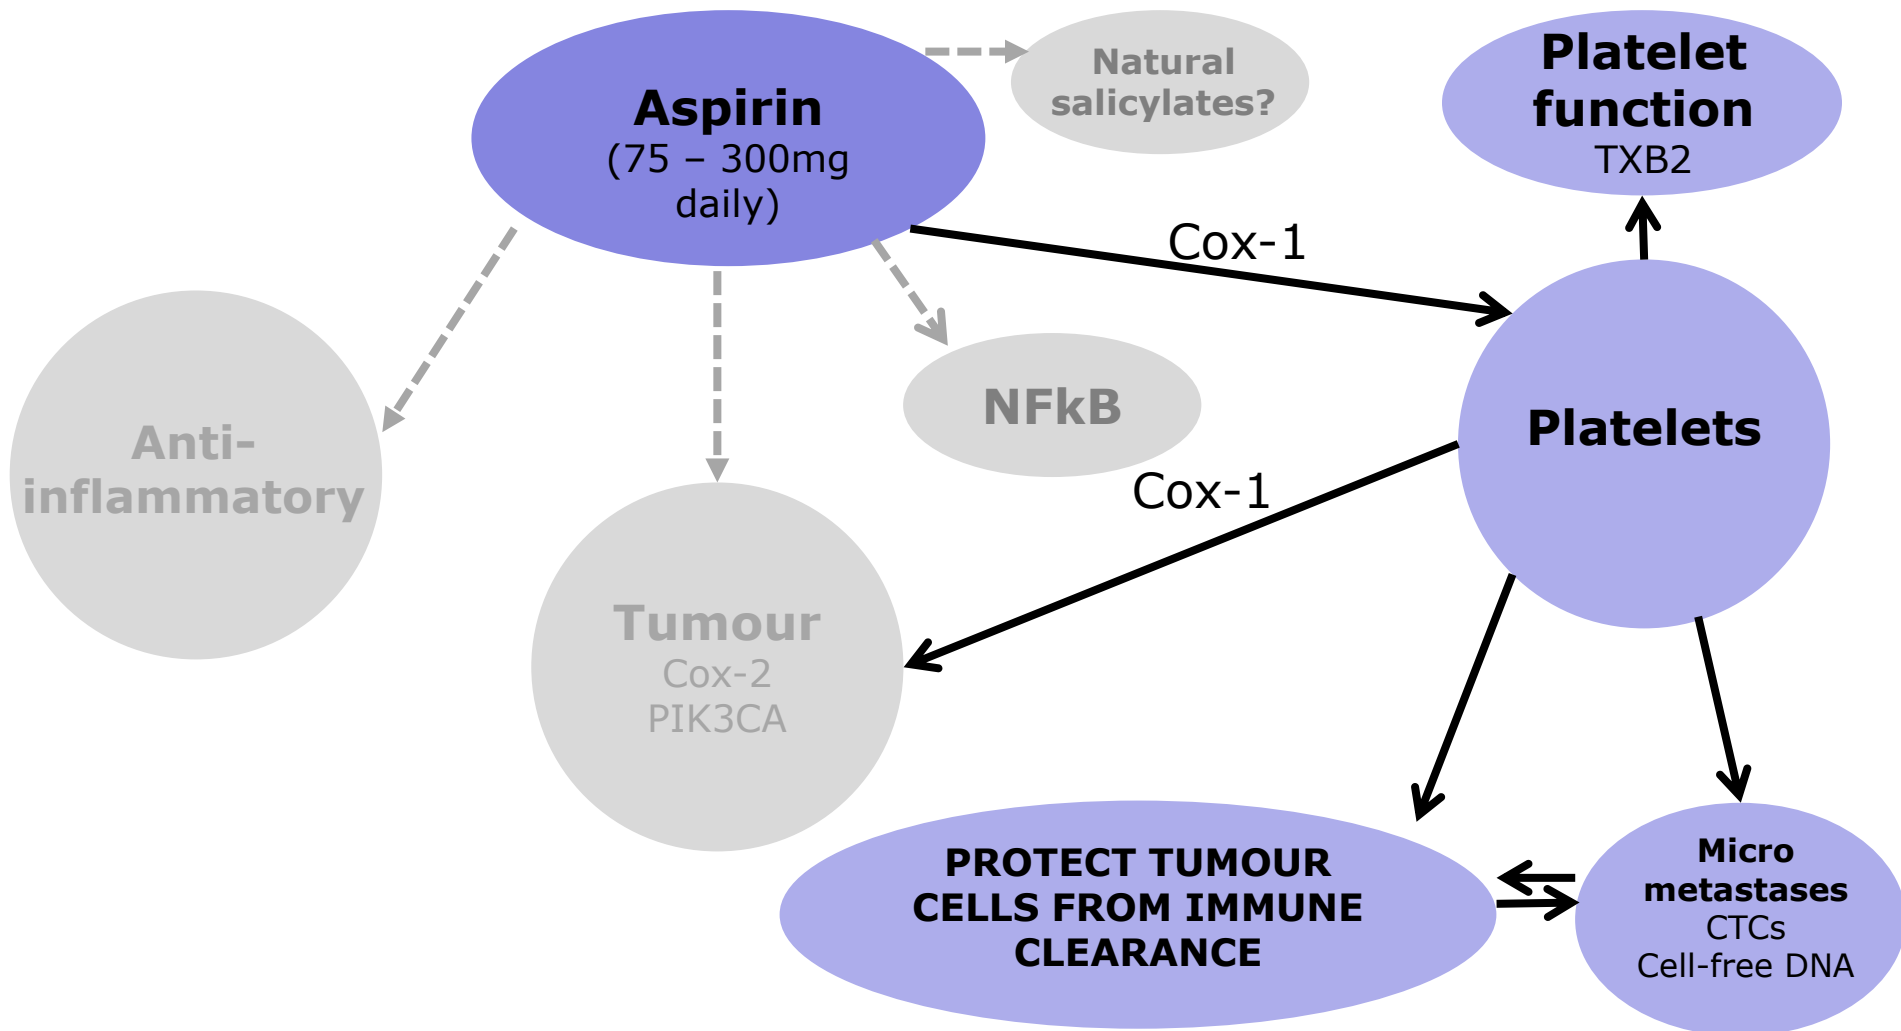 Aspirin
(75 – 300mg
daily)
Natural
salicylates?
Platelet
function
TXB2
Cox-1
Anti-
inflammatory
NFkB
Platelets
Cox-1
Tumour
Cox-2
PIK3CA
PROTECT TUMOUR
CELLS FROM IMMUNE
CLEARANCE
Micro
metastases
CTCs
Cell-free DNA